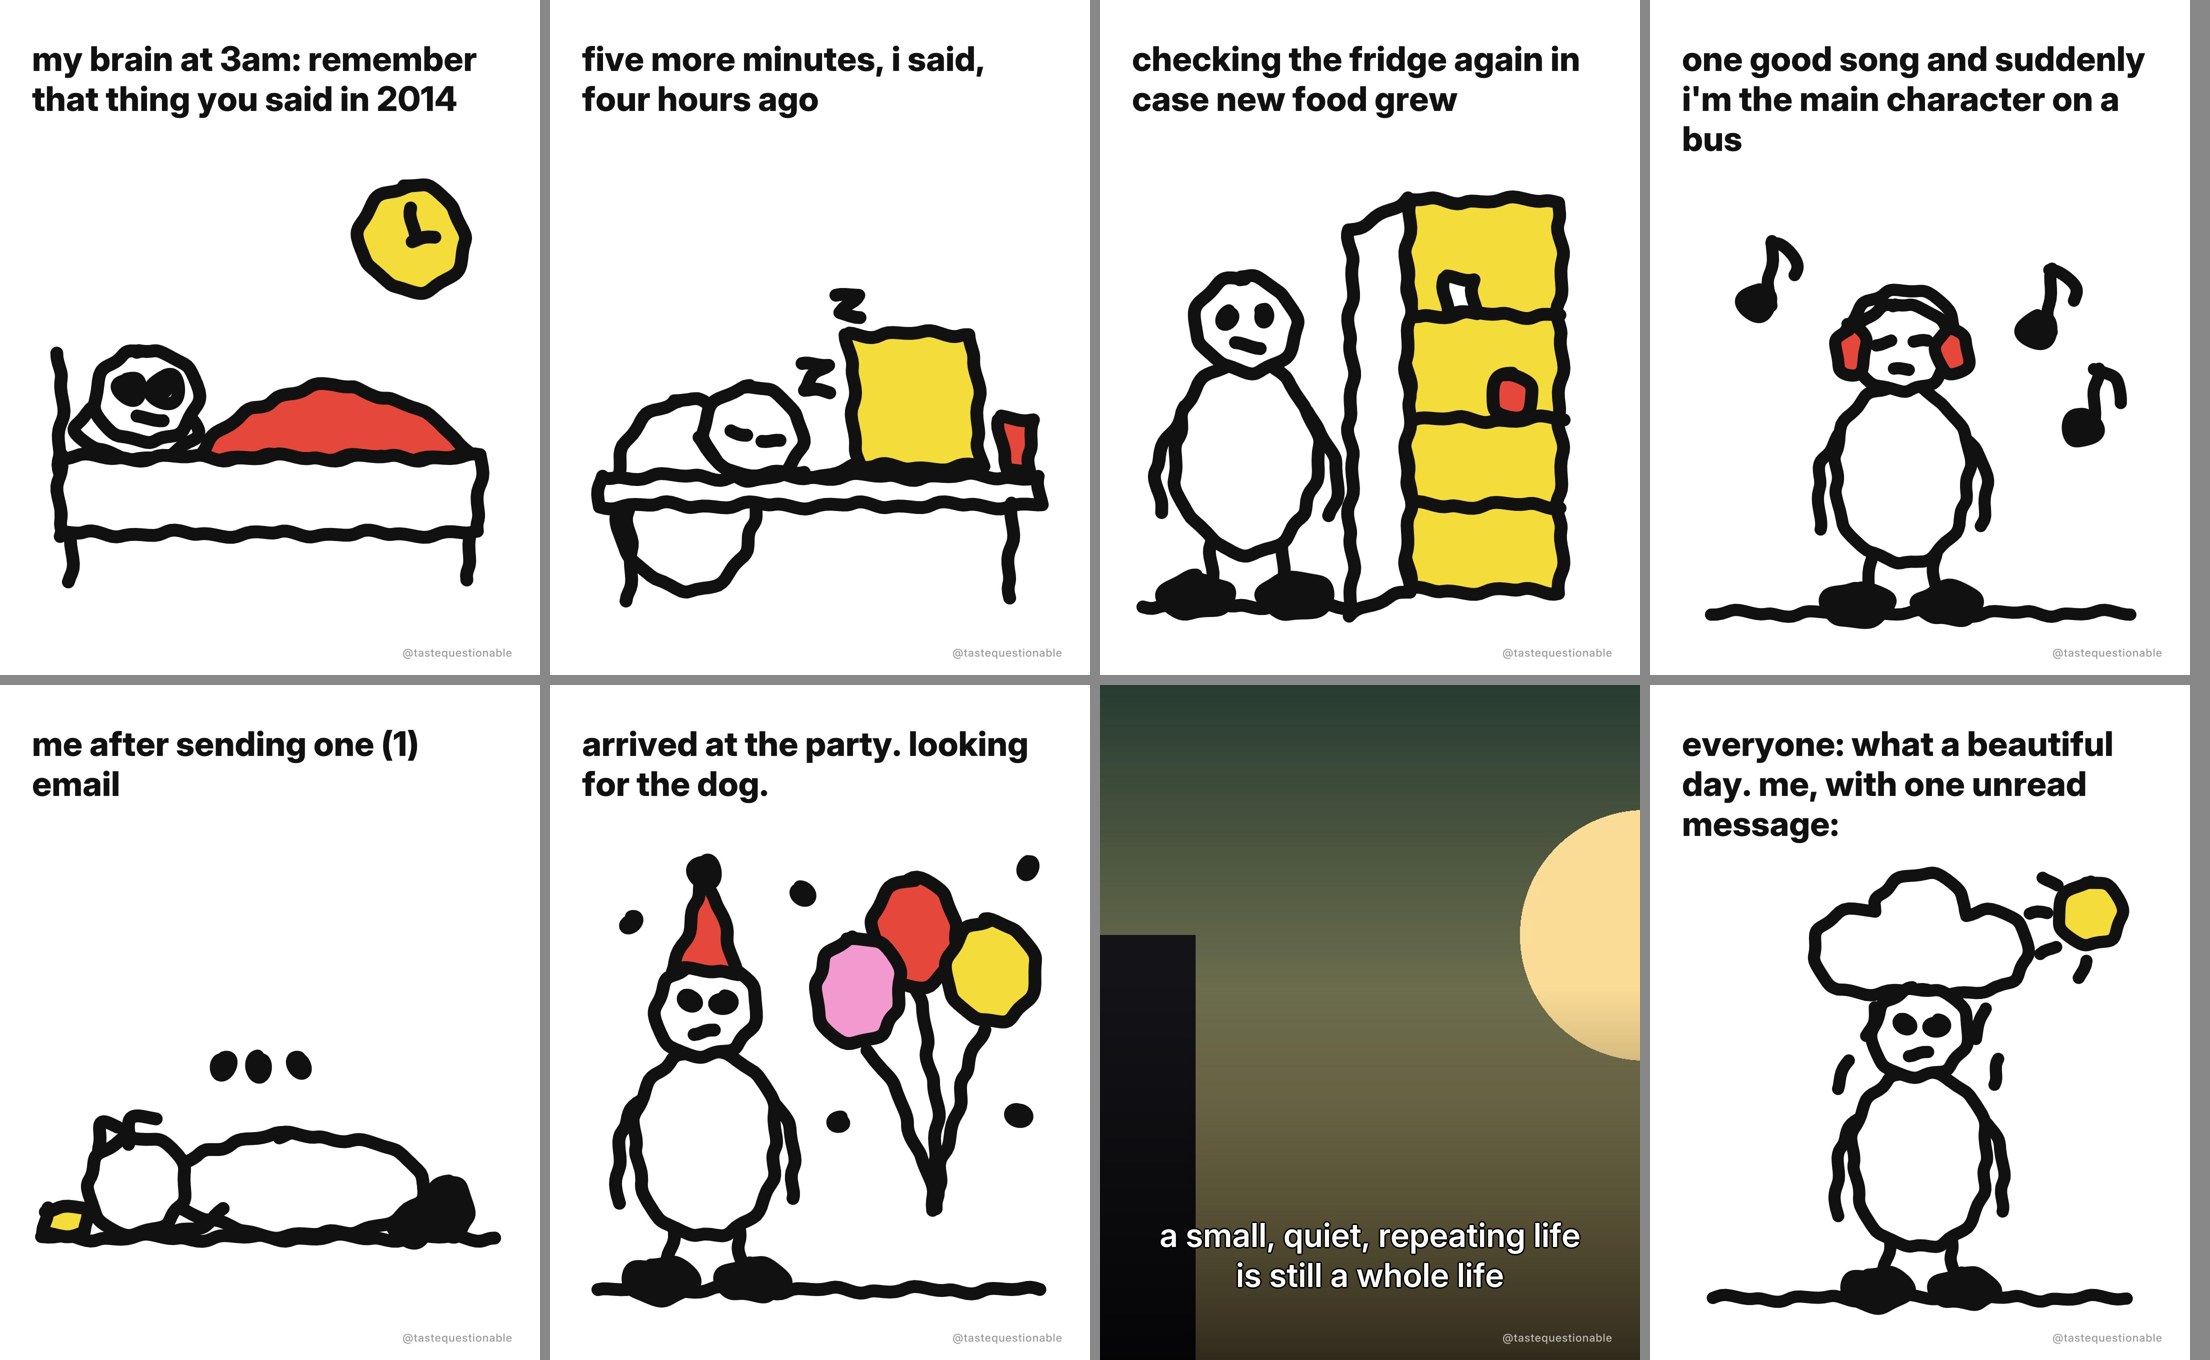 my brain at 3am: remember
that thing you said in 2014
@tastequestionable
five more minutes, i said,
four hours ago
z
z
@tastequestionable
checking the fridge again in
case new food grew
@tastequestionable
one good song and suddenly
i'm the main character on a
bus
@tastequestionable
me after sending one (1)
email
@tastequestionable
arrived at the party. looking
for the dog.
@tastequestionable
a small, quiet, repeating life
is still a whole life
@tastequestionable
everyone: what a beautiful
day. me, with one unread
message:
@tastequestionable